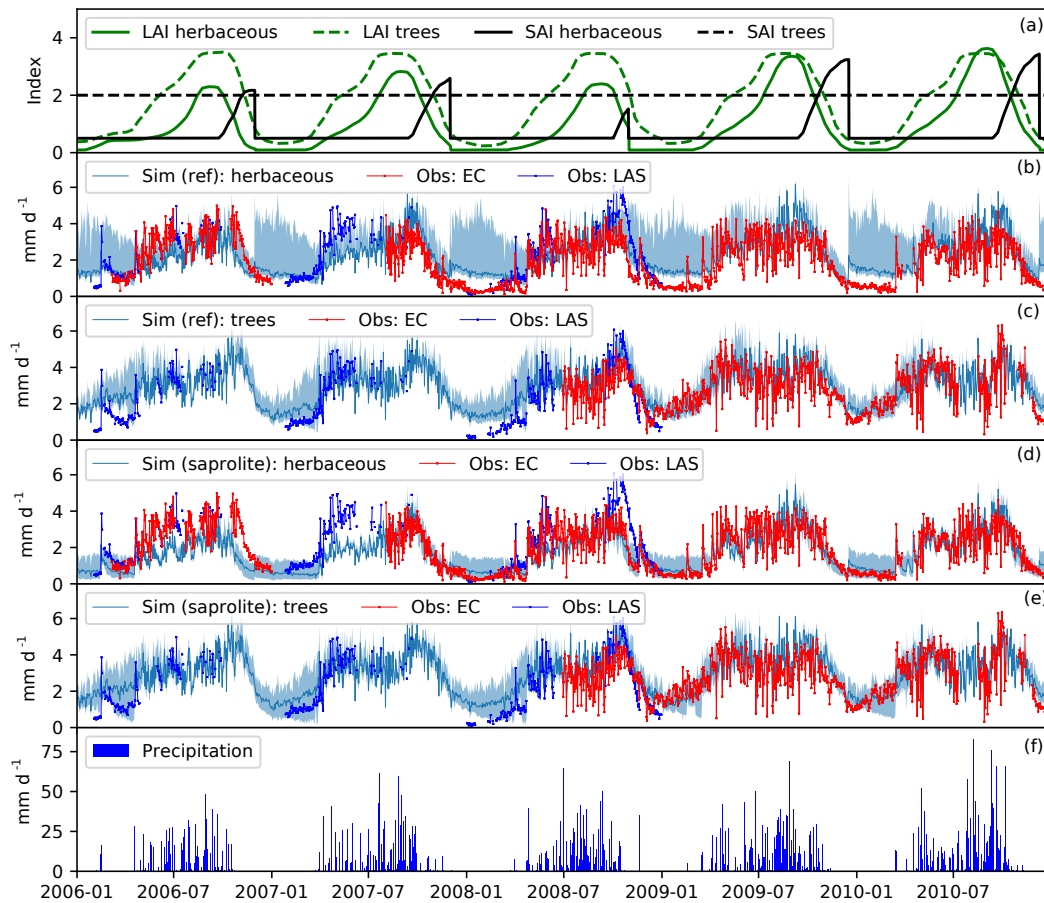 LAI herbaceous LAI trees SAI herbaceous SAI trees (a)
Index
4
2
0
Sim (ref): herbaceous Obs: EC Obs: LAS (b)
mm d⁻¹
6
4
2
0
Sim (ref): trees Obs: EC Obs: LAS (c)
mm d⁻¹
6
4
2
0
Sim (saprolite): herbaceous Obs: EC Obs: LAS (d)
mm d⁻¹
6
4
2
0
Sim (saprolite): trees Obs: EC Obs: LAS (e)
mm d⁻¹
6
4
2
0
Precipitation (f)
mm d⁻¹
75
50
25
0
2006-01 2006-07 2007-01 2007-07 2008-01 2008-07 2009-01 2009-07 2010-01 2010-07